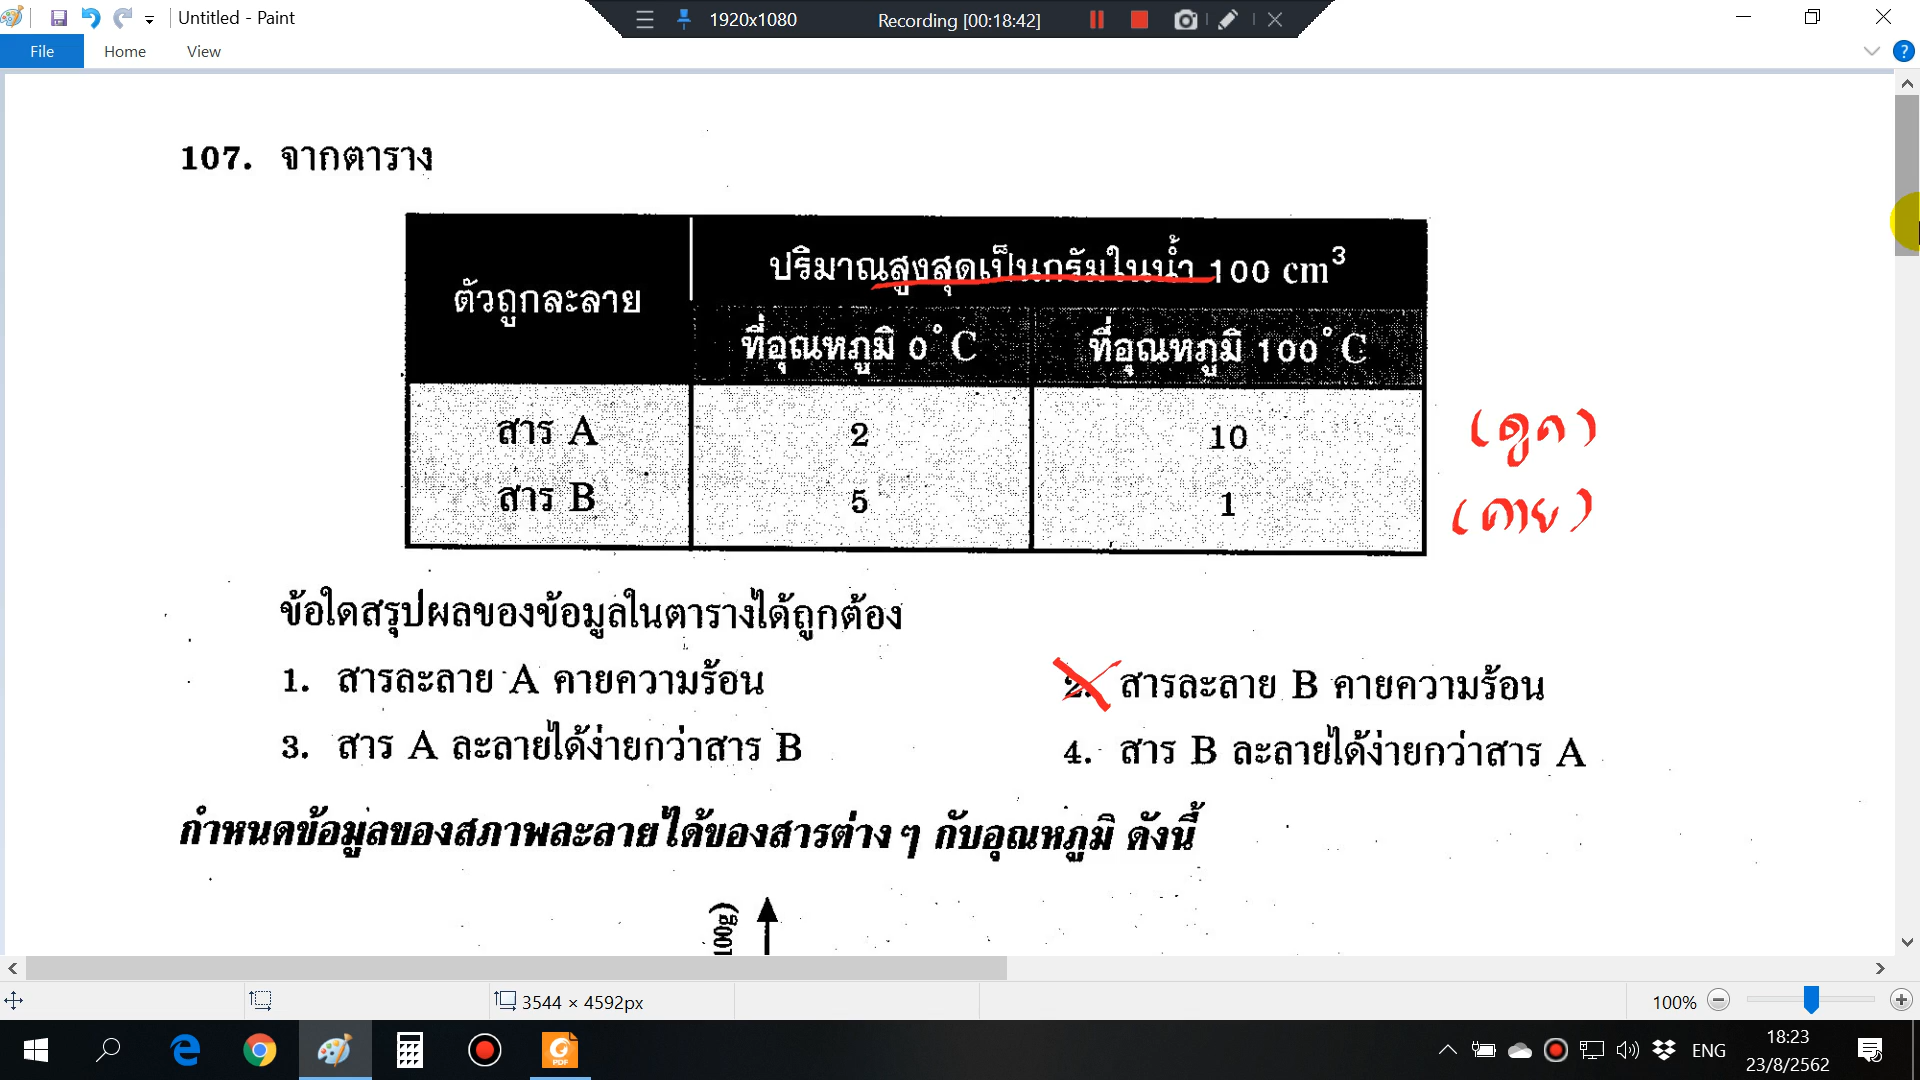 Untitled - Paint
1920x1080
Recording [00:18:42]
File
Home
View
107. จากตาราง
ตัวถูกละลาย
ปริมาณสูงสุดเป็นกรัมในน้ำ 100 cm³
ที่อุณหภูมิ 0°C
ที่อุณหภูมิ 100°C
สาร A 2 10 (ดูด)
สาร B 5 1 (คาย)
ข้อใดสรุปผลของข้อมูลในตารางได้ถูกต้อง
1. สารละลาย A คายความร้อน
2. สารละลาย B คายความร้อน
3. สาร A ละลายได้ง่ายกว่าสาร B
4. สาร B ละลายได้ง่ายกว่าสาร A
กำหนดข้อมูลของสภาพละลายได้ของสารต่างๆ กับอุณหภูมิ ดังนี้
100g)
3544 × 4592px
100%
PDF
ENG
18:23
23/8/2562